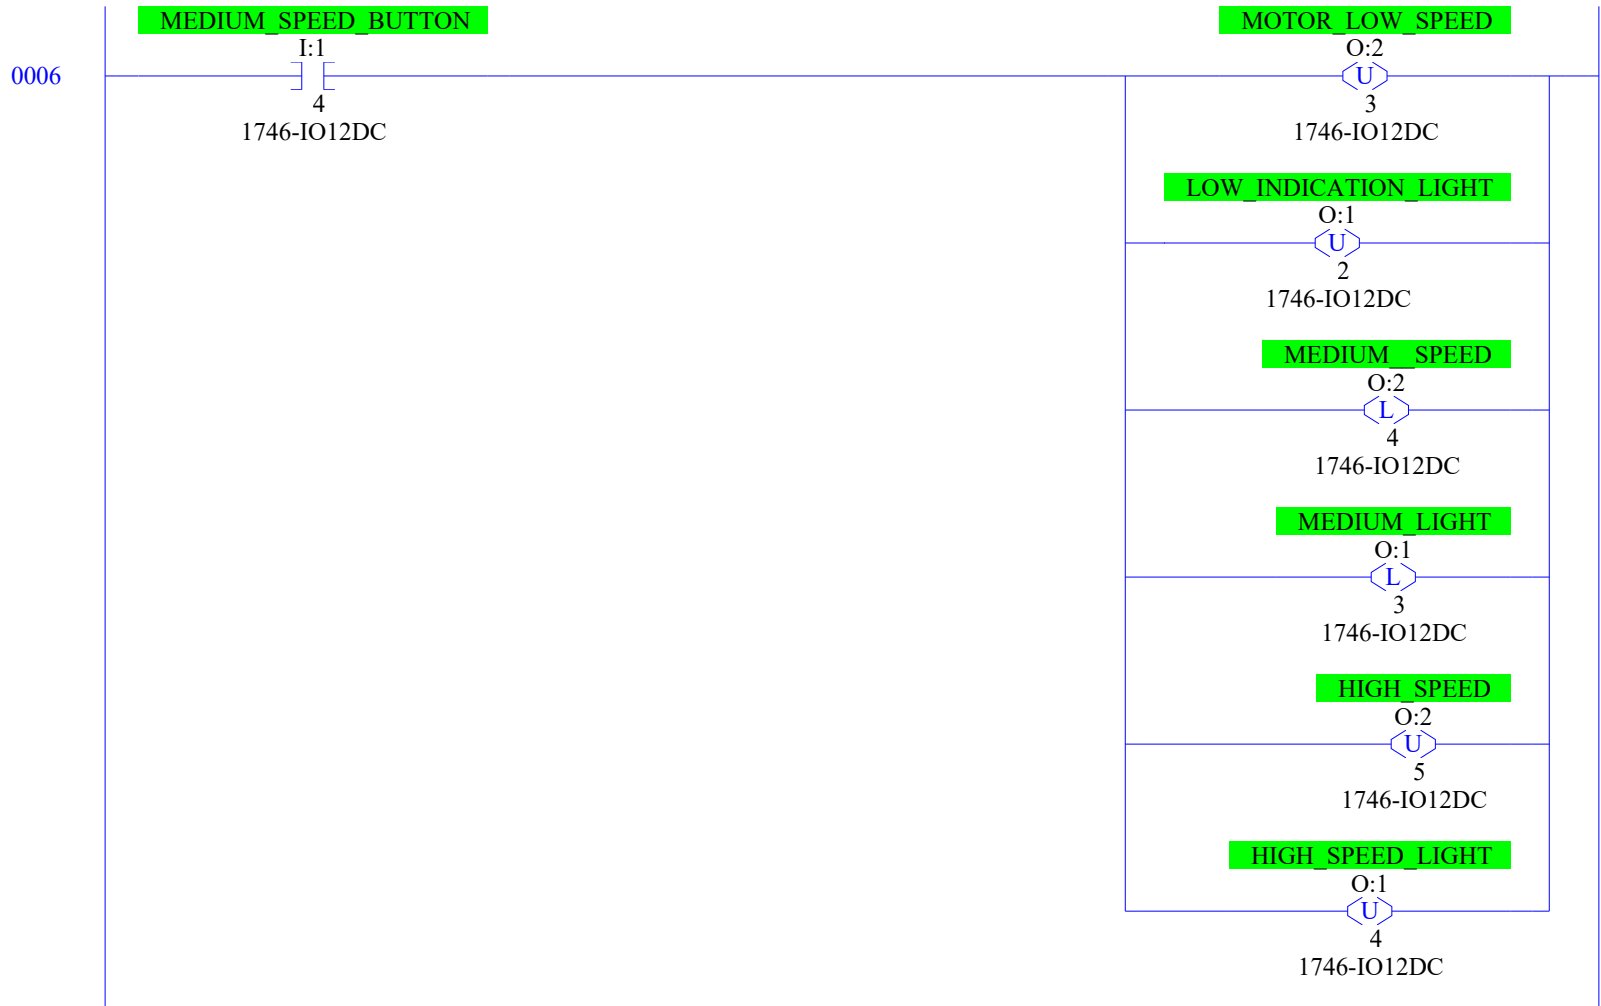 MEDIUM_SPEED_BUTTON
I:1
0006
4
1746-IO12DC
MOTOR_LOW_SPEED
O:2
U
3
1746-IO12DC
LOW_INDICATION_LIGHT
O:1
U
2
1746-IO12DC
MEDIUM__SPEED
O:2
L
4
1746-IO12DC
MEDIUM_LIGHT
O:1
L
3
1746-IO12DC
HIGH_SPEED
O:2
U
5
1746-IO12DC
HIGH_SPEED_LIGHT
O:1
U
4
1746-IO12DC